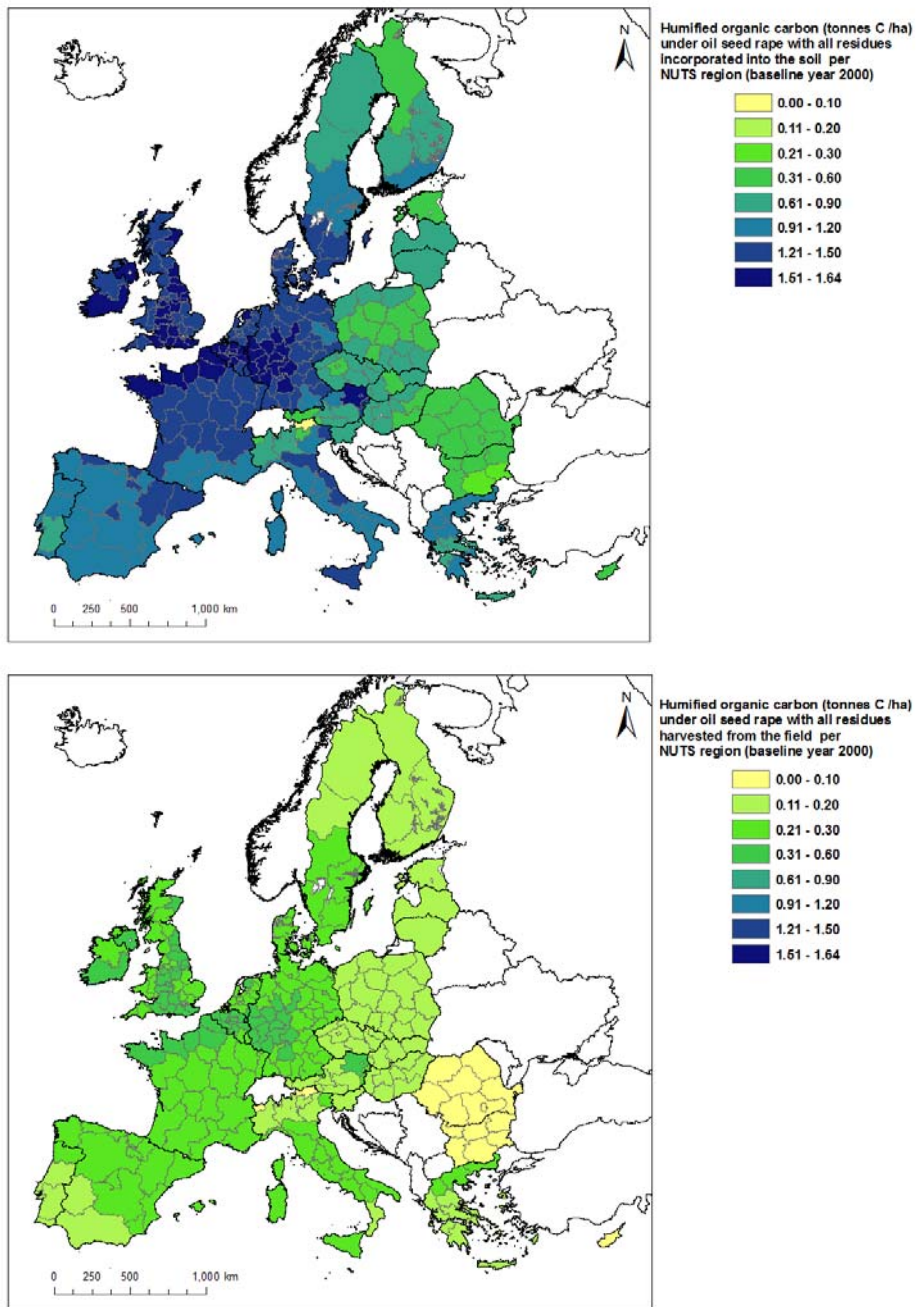 N
Humified organic carbon (tonnes C /ha)
under oil seed rape with all residues
incorporated into the soil per
NUTS region (baseline year 2000)
0.00 - 0.10
0.11 - 0.20
0.21 - 0.30
0.31 - 0.60
0.61 - 0.90
0.91 - 1.20
1.21 - 1.50
1.51 - 1.64
0 250 500 1,000 km
N
Humified organic carbon (tonnes C /ha)
under oil seed rape with all residues
harvested from the field per
NUTS region (baseline year 2000)
0.00 - 0.10
0.11 - 0.20
0.21 - 0.30
0.31 - 0.60
0.61 - 0.90
0.91 - 1.20
1.21 - 1.50
1.51 - 1.64
0 250 500 1,000 km